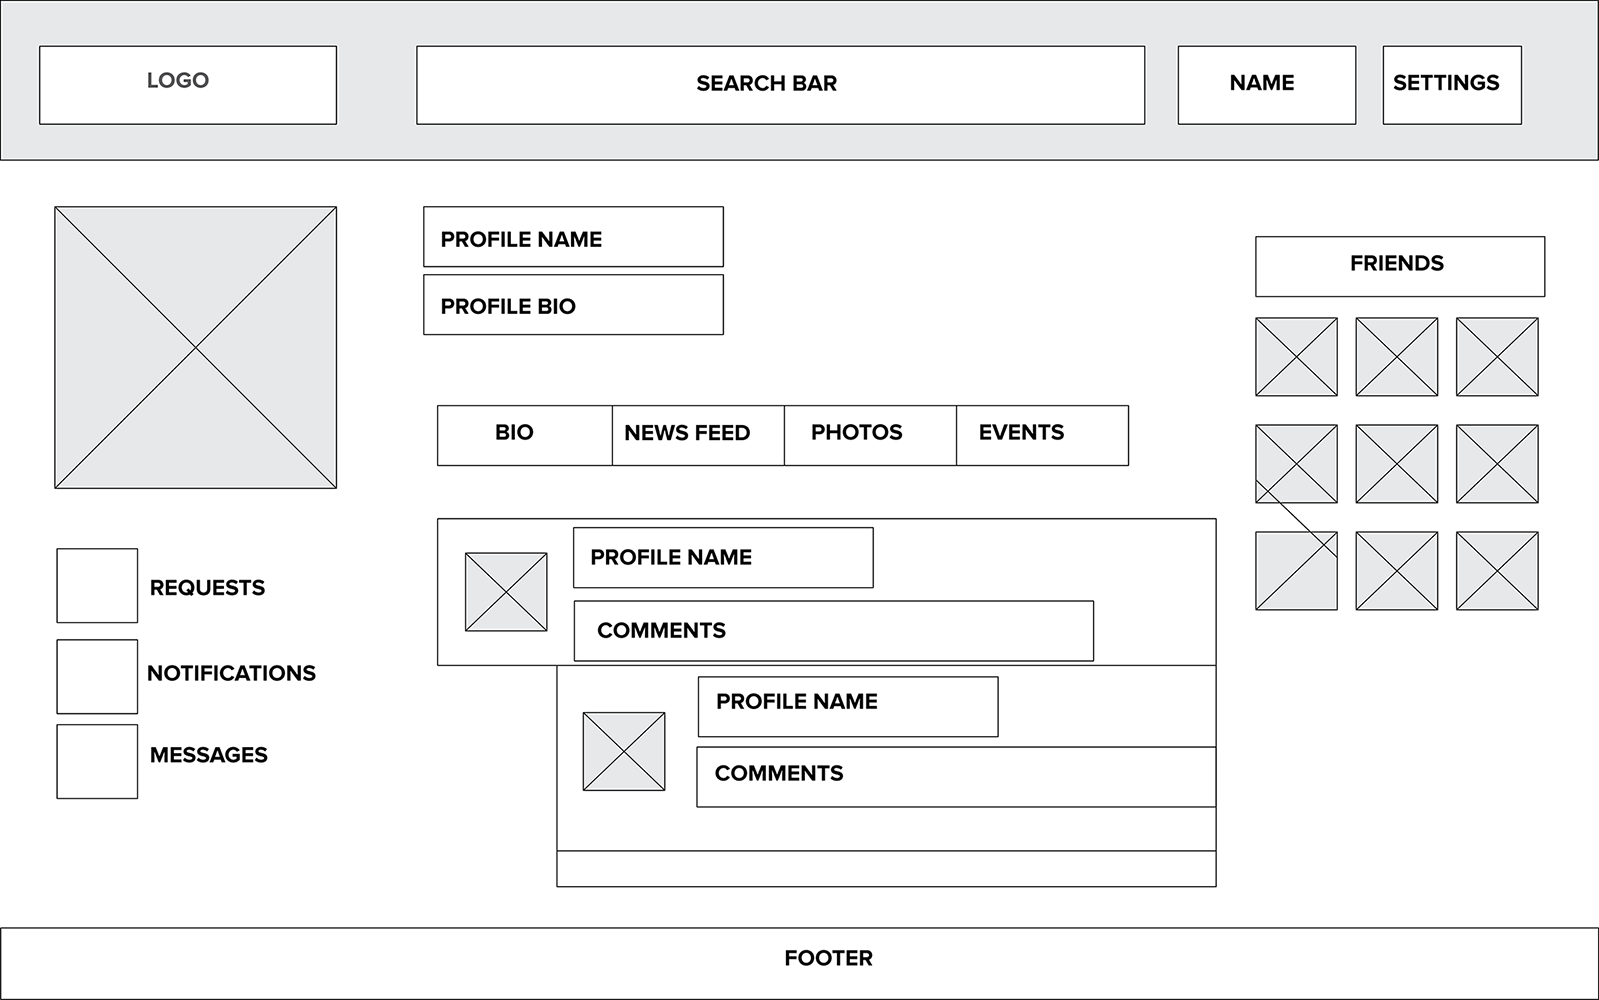 LOGO
SEARCH BAR
NAME
SETTINGS
PROFILE NAME
PROFILE BIO
FRIENDS
BIO
NEWS FEED
PHOTOS
EVENTS
PROFILE NAME
COMMENTS
REQUESTS
NOTIFICATIONS
MESSAGES
PROFILE NAME
COMMENTS
FOOTER